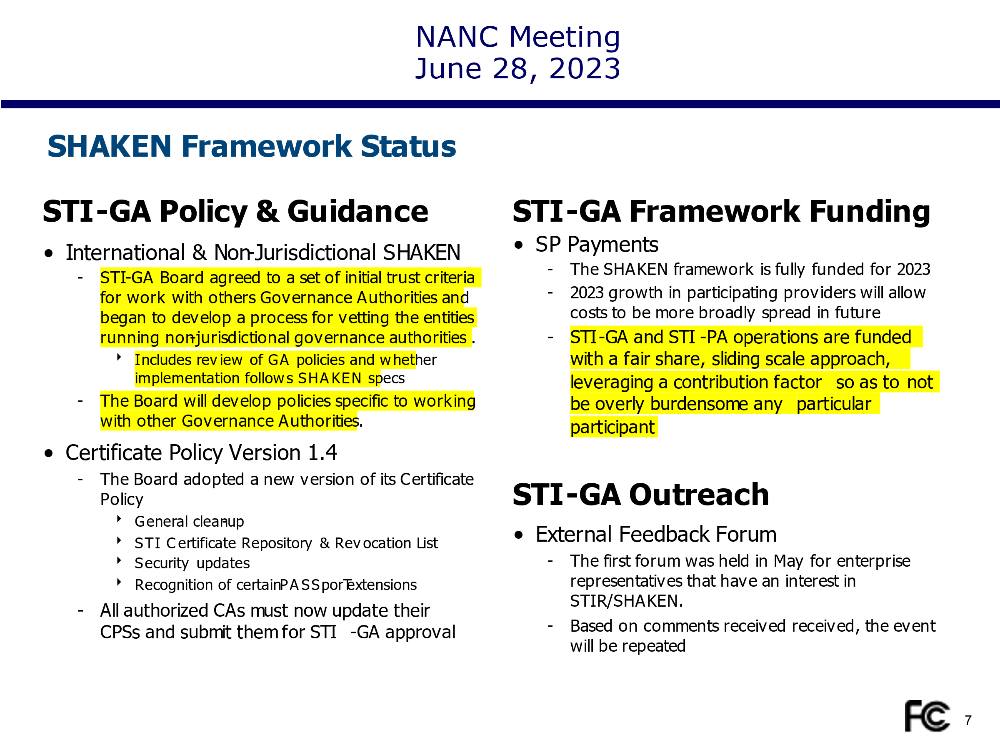 NANC Meeting
June 28, 2023
SHAKEN Framework Status
STI-GA Policy & Guidance
• International & Non-Jurisdictional SHAKEN
- STI-GA Board agreed to a set of initial trust criteria
for work with others Governance Authorities and
began to develop a process for vetting the entities
running non-jurisdictional governance authorities.
‣ Includes review of GA policies and whether
implementation follows SHAKEN specs
- The Board will develop policies specific to working
with other Governance Authorities.
• Certificate Policy Version 1.4
- The Board adopted a new version of its Certificate
Policy
‣ General clean-up
‣ STI Certificate Repository & Revocation List
‣ Security updates
‣ Recognition of certain PASSporT extensions
- All authorized CAs must now update their
CPSs and submit them for STI-GA approval
STI-GA Framework Funding
• SP Payments
- The SHAKEN framework is fully funded for 2023
- 2023 growth in participating providers will allow
costs to be more broadly spread in future
- STI-GA and STI-PA operations are funded
with a fair share, sliding scale approach,
leveraging a contribution factor so as to not
be overly burdensome any particular
participant
STI-GA Outreach
• External Feedback Forum
- The first forum was held in May for enterprise
representatives that have an interest in
STIR/SHAKEN.
- Based on comments received received, the event
will be repeated
FCC
7